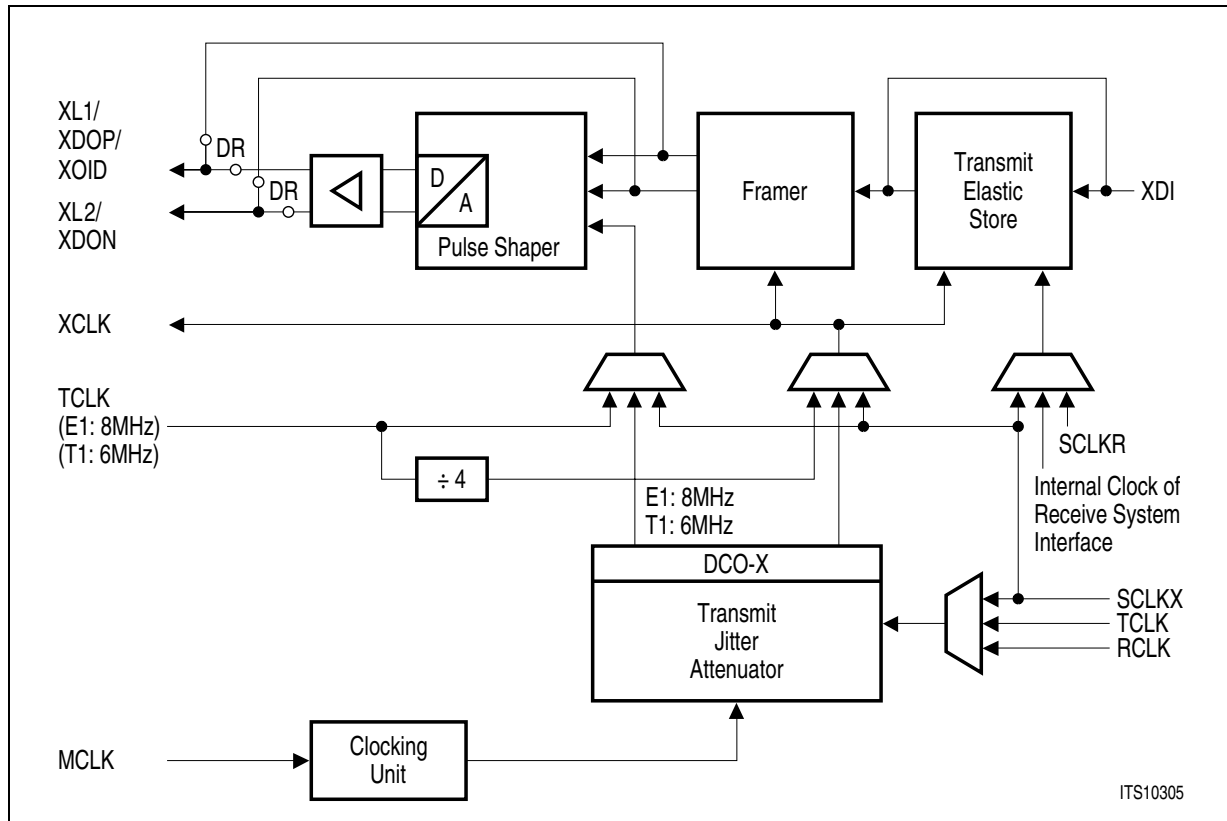 XL1/
XDOP/
XOID
DR
DR
XL2/
XDON
D
A
Pulse Shaper
Framer
Transmit
Elastic
Store
XDI
XCLK
TCLK
(E1: 8MHz)
(T1: 6MHz)
÷ 4
E1: 8MHz
T1: 6MHz
SCLKR
Internal Clock of
Receive System
Interface
DCO-X
Transmit
Jitter
Attenuator
SCLKX
TCLK
RCLK
MCLK
Clocking
Unit
ITS10305